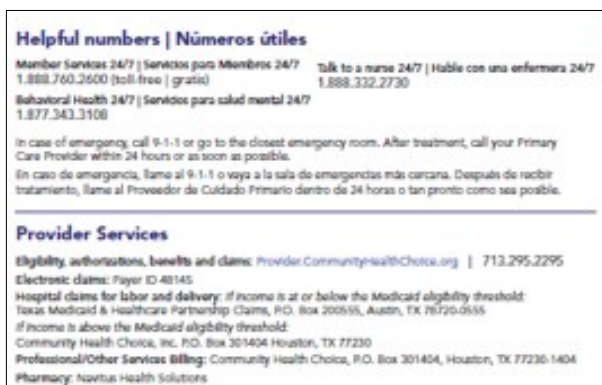 Helpful numbers | Números útiles
Member Services 24/7 | Servicios para Miembros 24/7
1.888.760.2600 (toll-free | gratis)
Talk to a nurse 24/7 | Hable con una enfermera 24/7
1.888.332.2730
Behavioral Health 24/7 | Servicios para salud mental 24/7
1.877.343.3108
In case of emergency, call 9-1-1 or go to the closest emergency room. After treatment, call your Primary
Care Provider within 24 hours or as soon as possible.
En caso de emergencia, llame al 9-1-1 o vaya a la sala de emergencias más cercana. Después de recibir
tratamiento, llame al Proveedor de Cuidado Primario dentro de 24 horas o tan pronto como sea posible.
Provider Services
Eligibility, authorizations, benefits and claims: Provider.CommunityHealthChoice.org | 713.295.2295
Electronic claims: Payer ID 48145
Hospital claims for labor and delivery: If income is at or below the Medicaid eligibility threshold:
Texas Medicaid & Healthcare Partnership Claims, P.O. Box 200555, Austin, TX 78720-0555
If income is above the Medicaid eligibility threshold:
Community Health Choice, Inc. P.O. Box 301404 Houston, TX 77230
Professional/Other Services Billing: Community Health Choice, P.O. Box 301404, Houston, TX 77230-1404
Pharmacy: Navitus Health Solutions